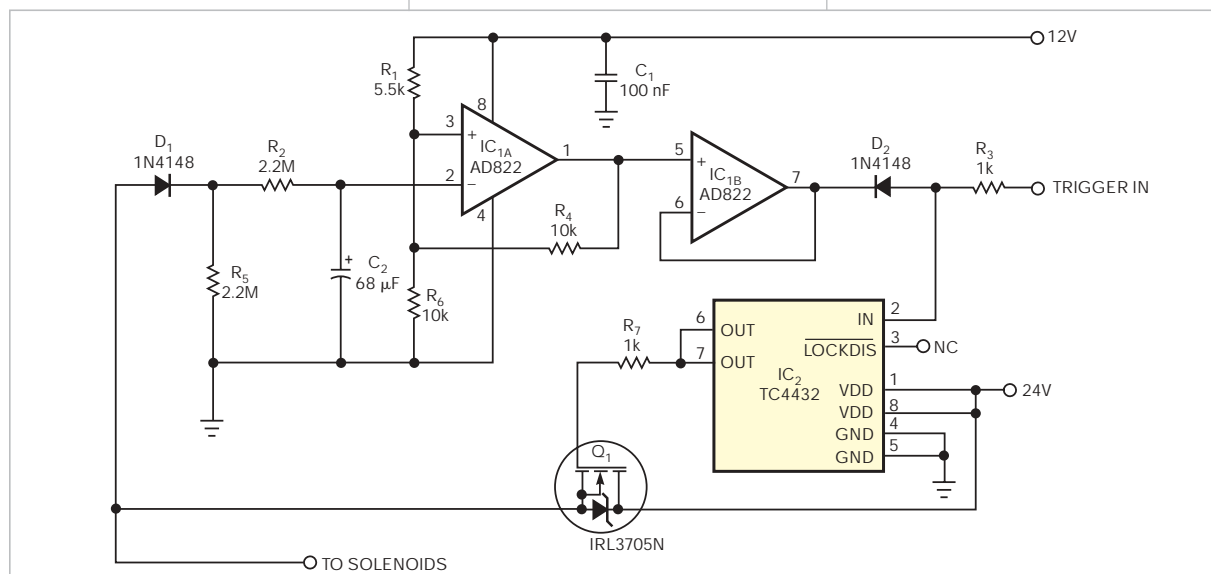 12V
R1
5.5k
C1
100 nF
8
3
+
IC1A
AD822
1
2
−
4
D1
1N4148
R2
2.2M
5
+
IC1B
AD822
7
6
−
D2
1N4148
R3
1k
TRIGGER IN
R4
10k
R5
2.2M
+
C2
68 µF
R6
10k
R7
1k
6
OUT
7
OUT
IN
2
LOCKDIS
3
NC
IC2
TC4432
VDD
1
24V
VDD
8
GND
4
GND
5
Q1
IRL3705N
TO SOLENOIDS